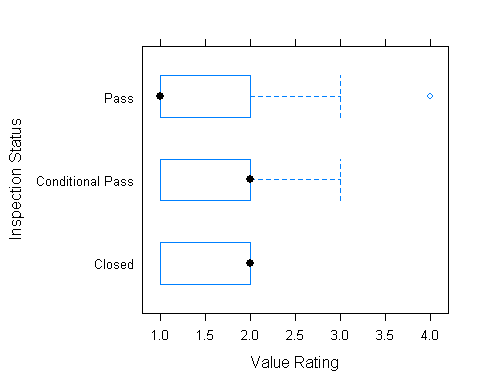 Pass
Conditional Pass
Closed
Inspection Status
1.0 1.5 2.0 2.5 3.0 3.5 4.0
Value Rating